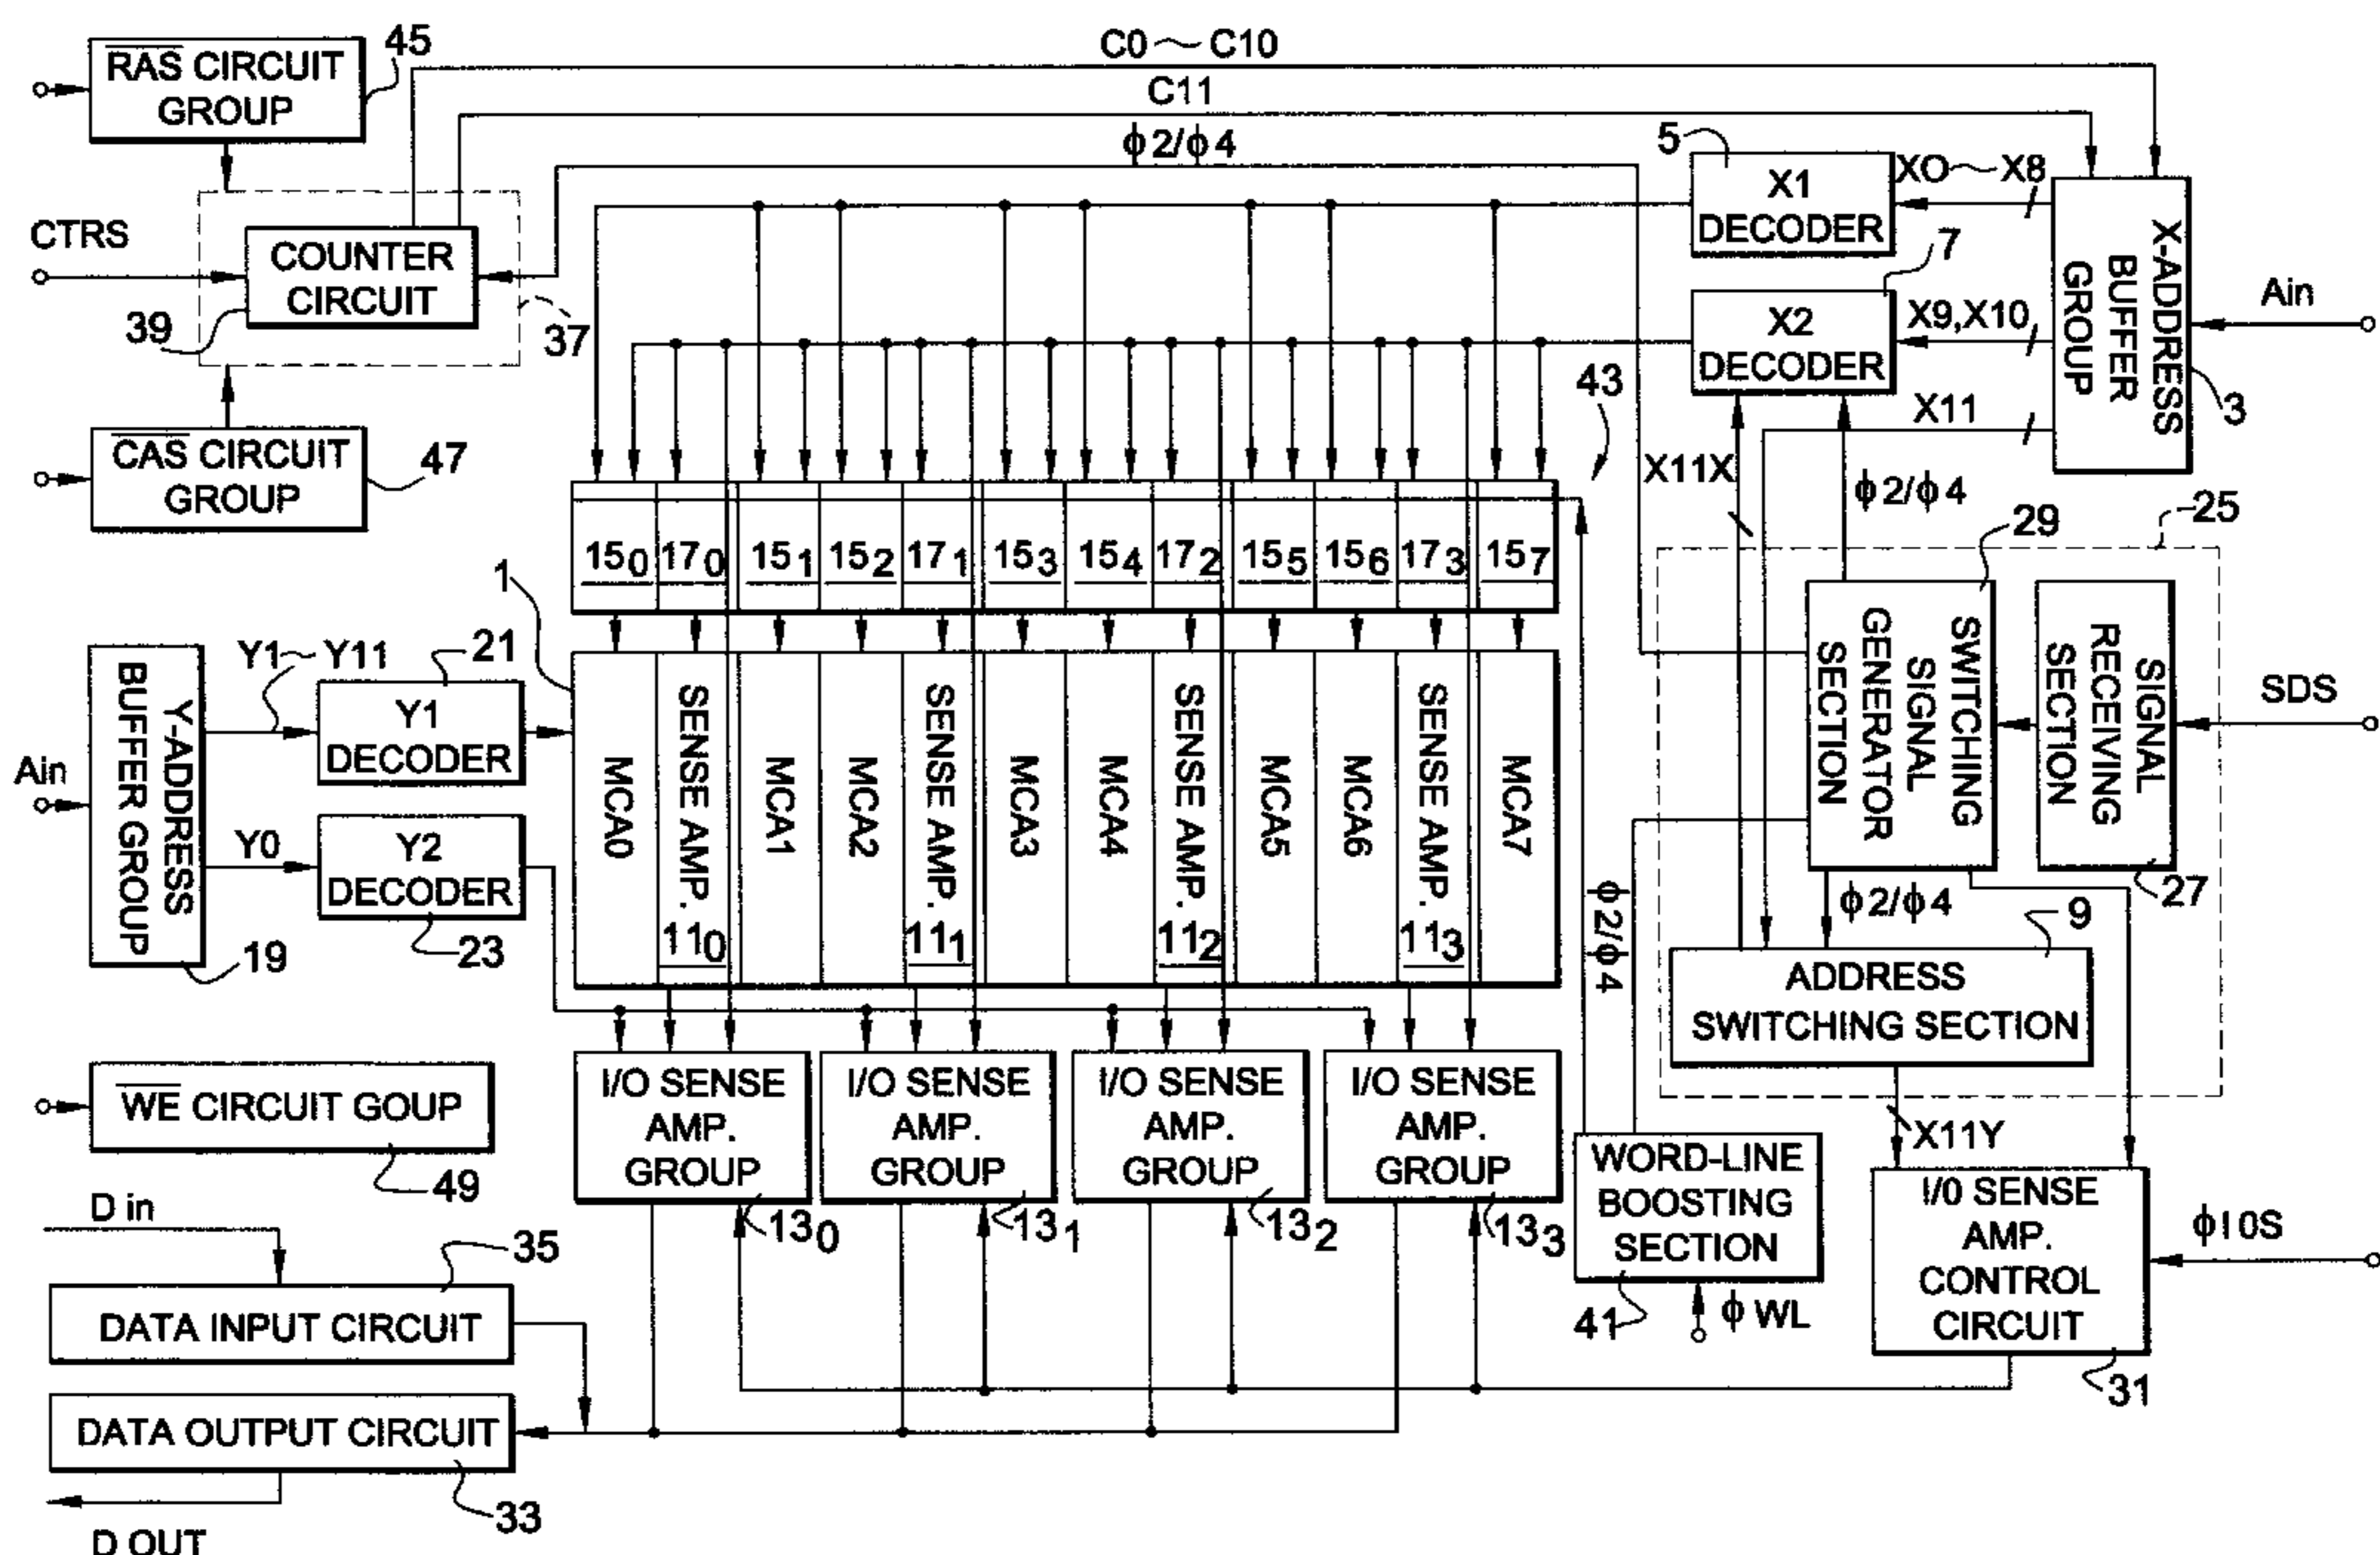 RAS CIRCUIT
GROUP
45
C0～C10
C11
ϕ2/ϕ4
CTRS
COUNTER
CIRCUIT
39
37
CAS CIRCUIT
GROUP
47
5
X1
DECODER
XO～X8
7
X2
DECODER
X9,X10
X-ADDRESS
BUFFER
GROUP
Ain
3
X11
X11X
ϕ2/ϕ4
43
25
29
15₀
17₀
15₁
15₂
17₁
15₃
15₄
17₂
15₅
15₆
17₃
15₇
1
MCA0
SENSE AMP.
11₀
MCA1
MCA2
SENSE AMP.
11₁
MCA3
MCA4
SENSE AMP.
11₂
MCA5
MCA6
SENSE AMP.
11₃
MCA7
Ain
Y-ADDRESS
BUFFER GROUP
19
Y1～Y11
21
Y1
DECODER
Y0
Y2
DECODER
23
SWITCHING
SIGNAL
GENERATOR
SECTION
SIGNAL
RECEIVING
SECTION
SDS
27
ϕ2/ϕ4
ϕ2/ϕ4
9
ADDRESS
SWITCHING SECTION
X11Y
WE CIRCUIT GOUP
49
I/O SENSE
AMP.
GROUP
13₀
I/O SENSE
AMP.
GROUP
13₁
I/O SENSE
AMP.
GROUP
13₂
I/O SENSE
AMP.
GROUP
13₃
WORD-LINE
BOOSTING
SECTION
41
ϕ WL
I/0 SENSE
AMP.
CONTROL
CIRCUIT
31
ϕ10S
D in
35
DATA INPUT CIRCUIT
DATA OUTPUT CIRCUIT
33
D OUT